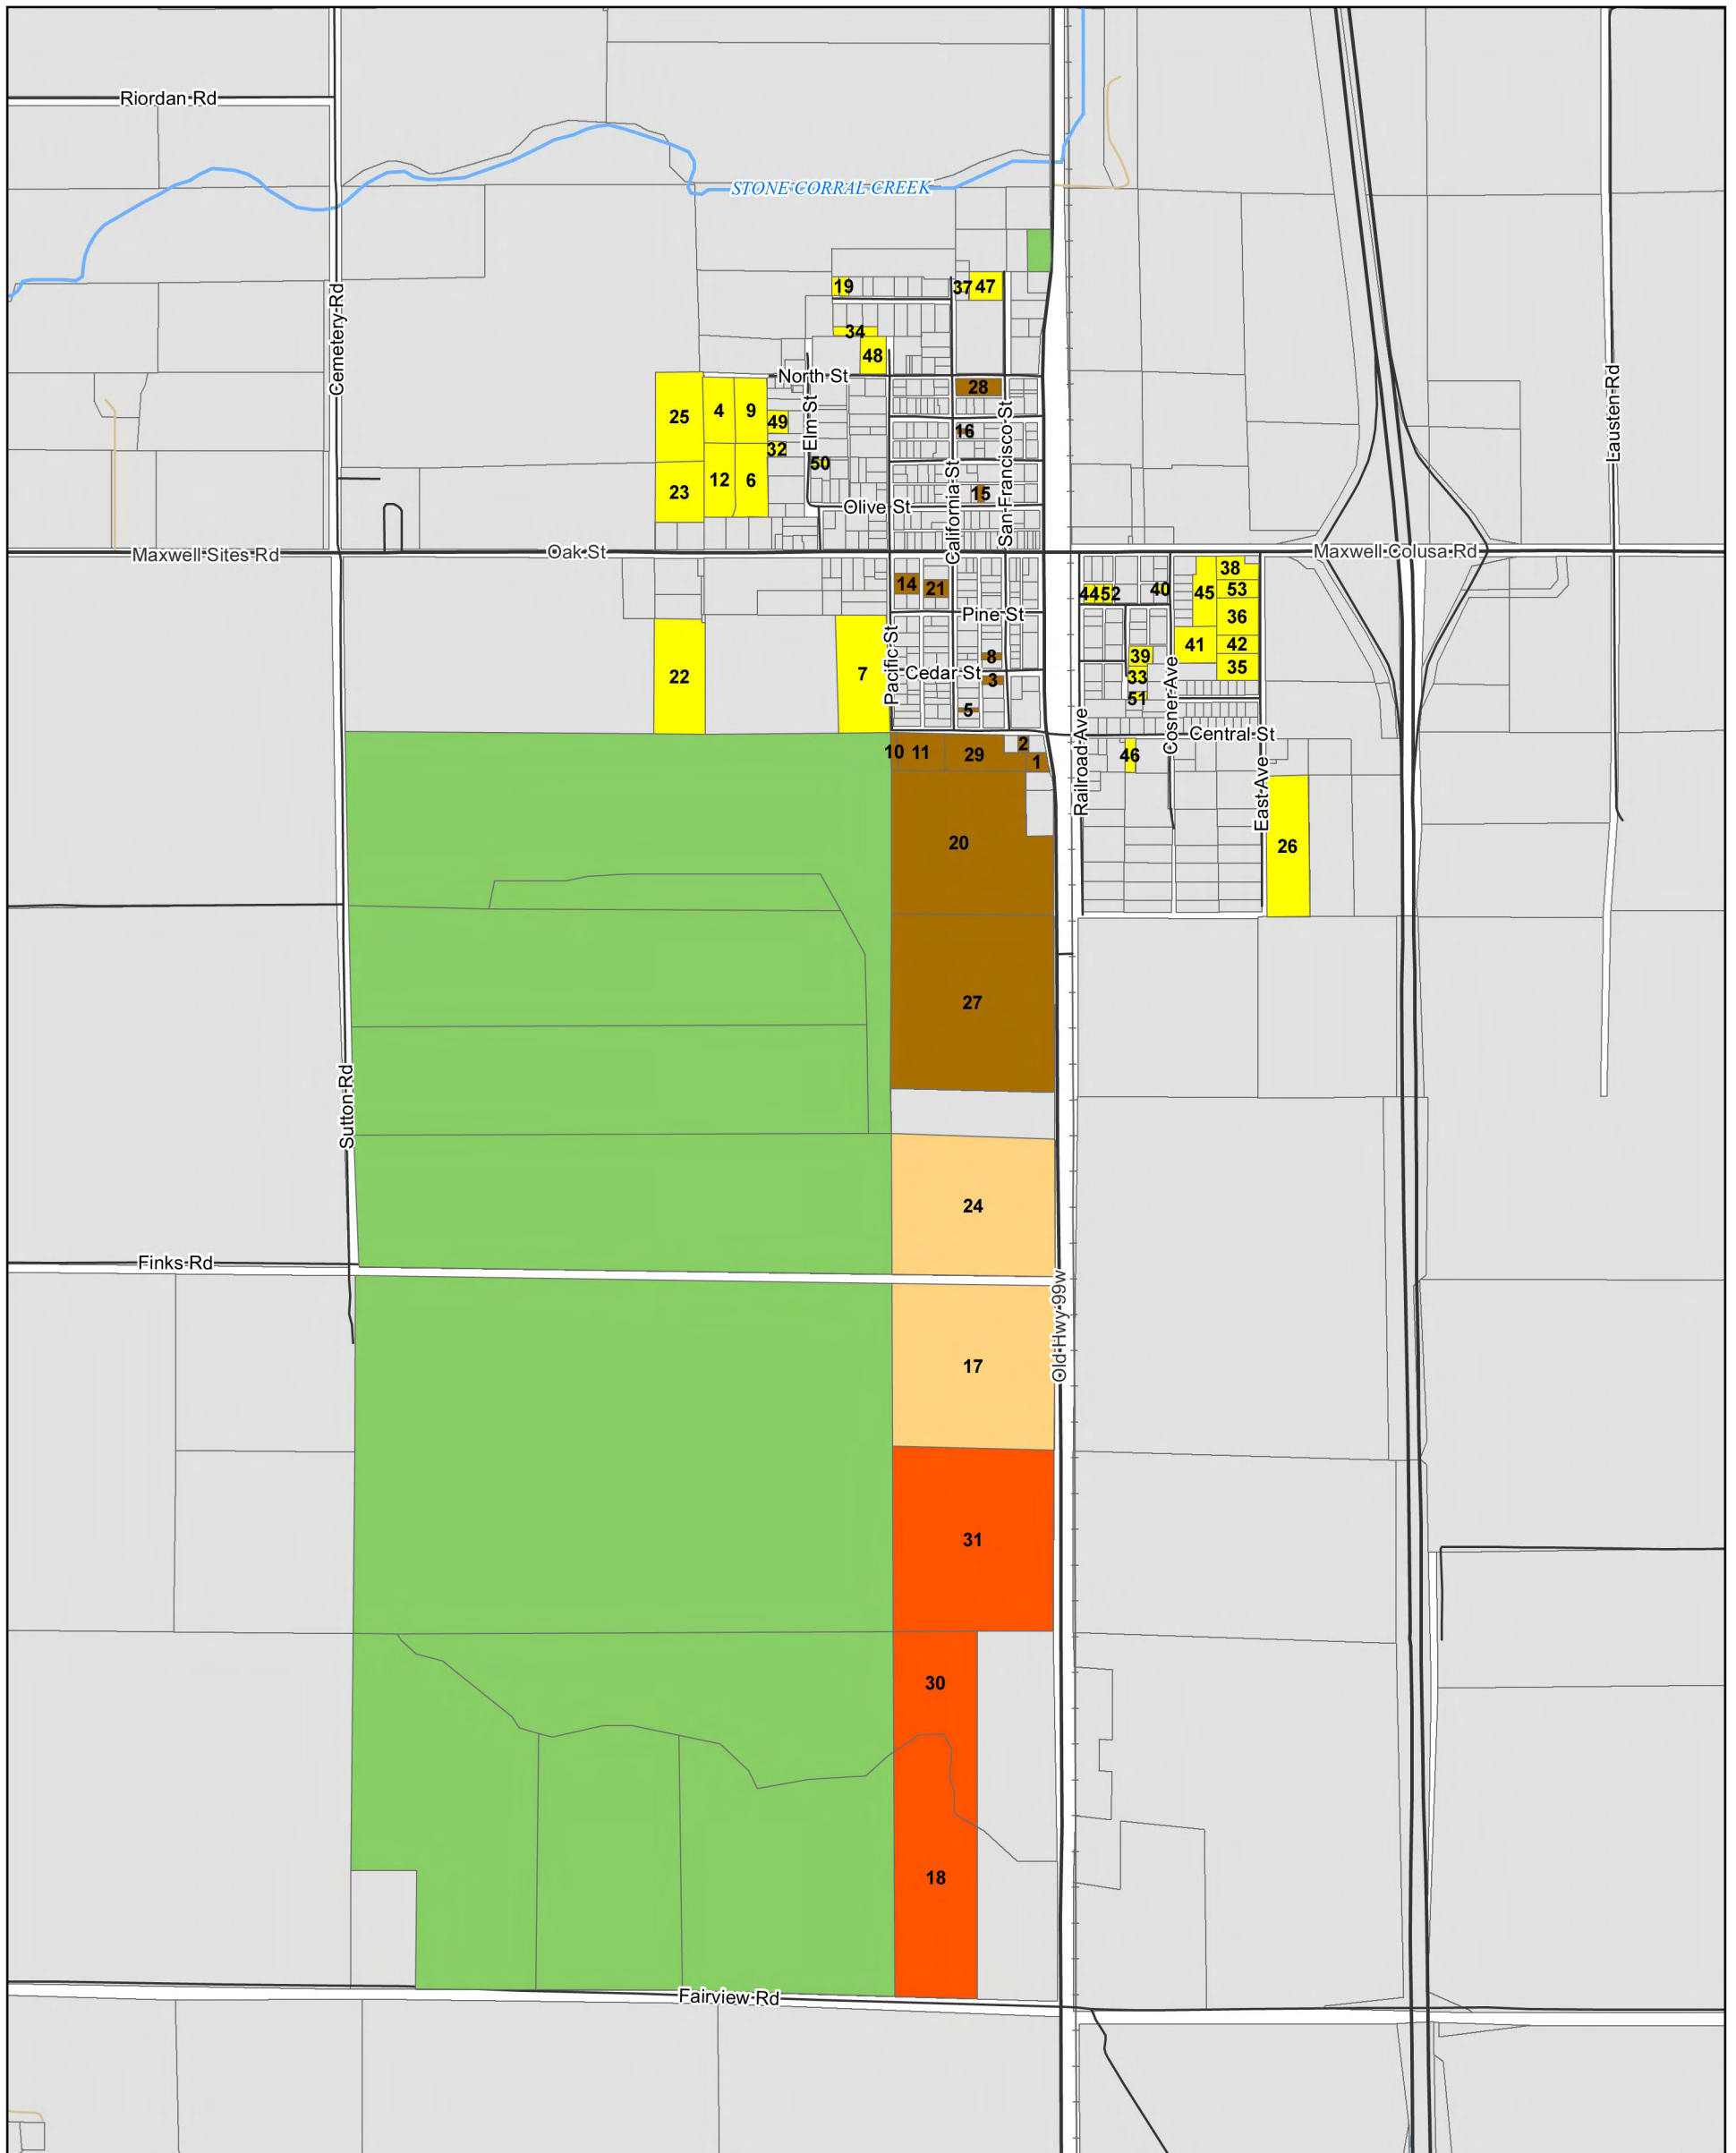 Riordan Rd
STONE CORRAL CREEK
Cemetery Rd
19
37
47
34
48
North St
28
25
4
9
49
Elm St
16
San Francisco St
32
50
California St
23
12
6
15
Olive St
Lausten Rd
Maxwell Sites Rd
Oak St
Maxwell Colusa Rd
14
21
44
52
40
45
38
53
36
Pine St
41
42
35
22
7
Pacific St
8
Cedar St
3
5
39
33
51
Cosner Ave
Railroad Ave
Central St
10
11
29
2
1
46
East Ave
20
26
27
Sutton Rd
24
Finks Rd
Old Hwy 99w
17
31
30
18
Fairview Rd